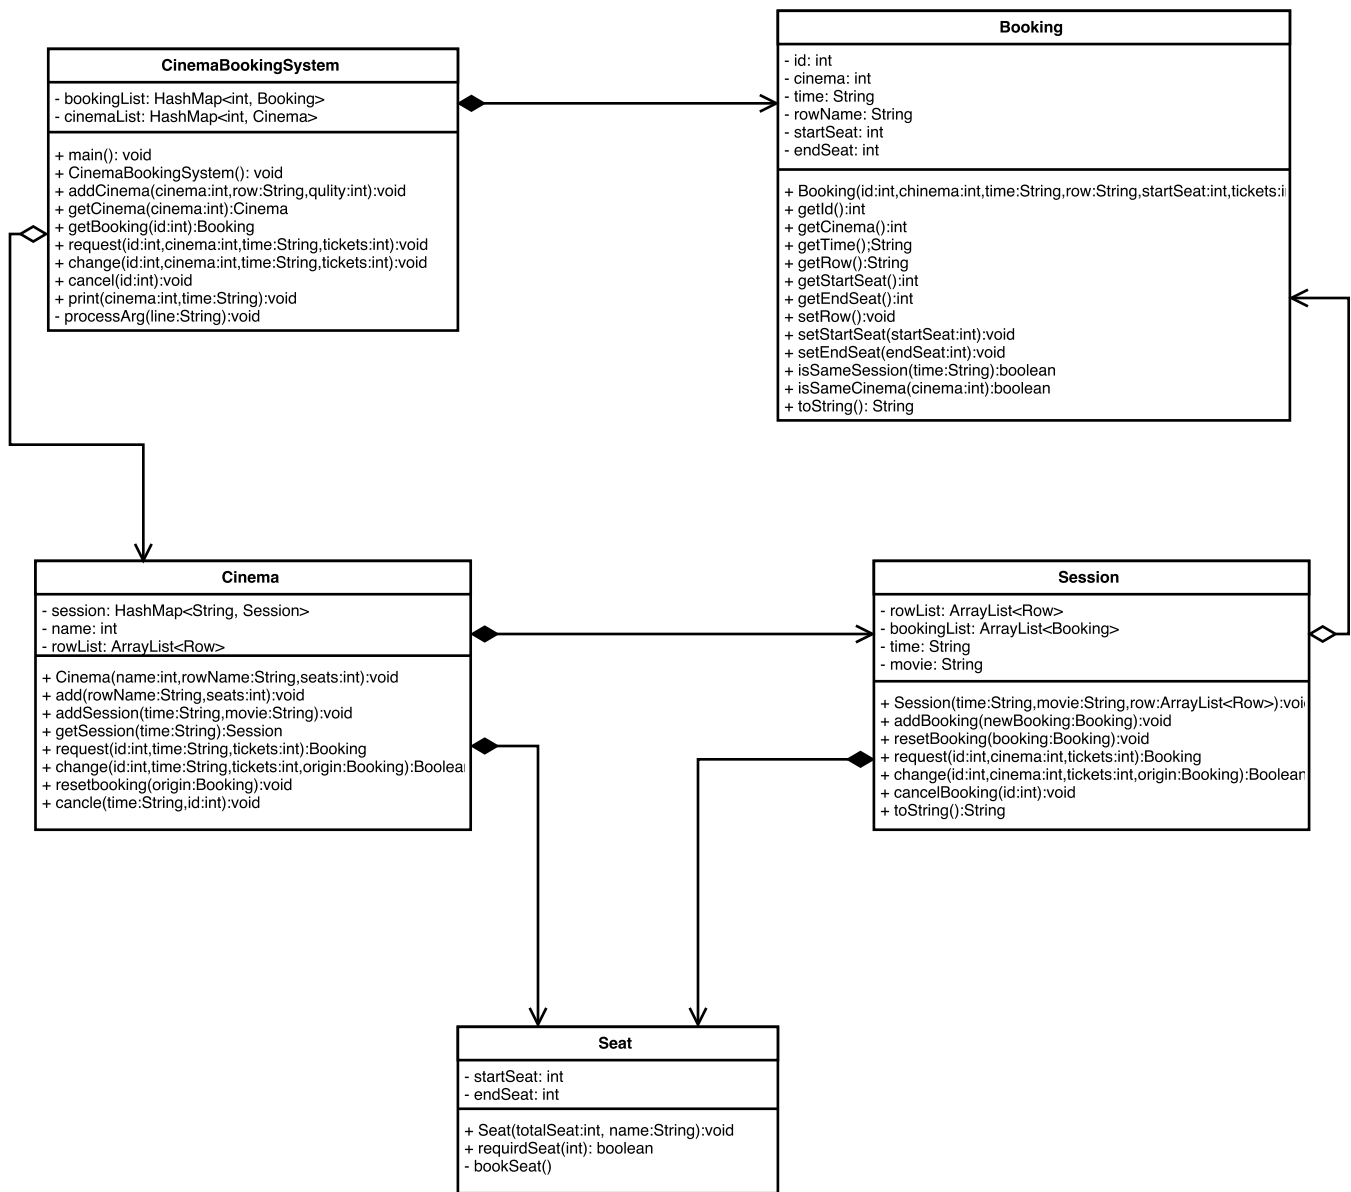 CinemaBookingSystem
- bookingList: HashMap<int, Booking>
- cinemaList: HashMap<int, Cinema>
+ main(): void
+ CinemaBookingSystem(): void
+ addCinema(cinema:int,row:String,qulity:int):void
+ getCinema(cinema:int):Cinema
+ getBooking(id:int):Booking
+ request(id:int,cinema:int,time:String,tickets:int):void
+ change(id:int,cinema:int,time:String,tickets:int):void
+ cancel(id:int):void
+ print(cinema:int,time:String):void
- processArg(line:String):void
Booking
- id: int
- cinema: int
- time: String
- rowName: String
- startSeat: int
- endSeat: int
+ Booking(id:int,chinema:int,time:String,row:String,startSeat:int,tickets:i
+ getId():int
+ getCinema():int
+ getTime();String
+ getRow():String
+ getStartSeat():int
+ getEndSeat():int
+ setRow():void
+ setStartSeat(startSeat:int):void
+ setEndSeat(endSeat:int):void
+ isSameSession(time:String):boolean
+ isSameCinema(cinema:int):boolean
+ toString(): String
Cinema
- session: HashMap<String, Session>
- name: int
- rowList: ArrayList<Row>
+ Cinema(name:int,rowName:String,seats:int):void
+ add(rowName:String,seats:int):void
+ addSession(time:String,movie:String):void
+ getSession(time:String):Session
+ request(id:int,time:String,tickets:int):Booking
+ change(id:int,time:String,tickets:int,origin:Booking):Boolea
+ resetbooking(origin:Booking):void
+ cancle(time:String,id:int):void
Session
- rowList: ArrayList<Row>
- bookingList: ArrayList<Booking>
- time: String
- movie: String
+ Session(time:String,movie:String,row:ArrayList<Row>):voi
+ addBooking(newBooking:Booking):void
+ resetBooking(booking:Booking):void
+ request(id:int,cinema:int,tickets:int):Booking
+ change(id:int,cinema:int,tickets:int,origin:Booking):Boolean
+ cancelBooking(id:int):void
+ toString():String
Seat
- startSeat: int
- endSeat: int
+ Seat(totalSeat:int, name:String):void
+ requirdSeat(int): boolean
- bookSeat()